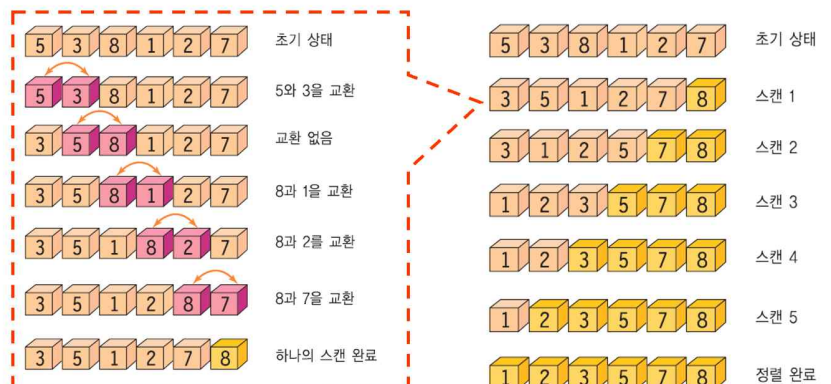 5 3 8 1 2 7 초기 상태
5 3 8 1 2 7 5와 3을 교환
3 5 8 1 2 7 교환 없음
3 5 8 1 2 7 8과 1을 교환
3 5 1 8 2 7 8과 2를 교환
3 5 1 2 8 7 8과 7을 교환
3 5 1 2 7 8 하나의 스캔 완료
5 3 8 1 2 7 초기 상태
3 5 1 2 7 8 스캔 1
3 1 2 5 7 8 스캔 2
1 2 3 5 7 8 스캔 3
1 2 3 5 7 8 스캔 4
1 2 3 5 7 8 스캔 5
1 2 3 5 7 8 정렬 완료